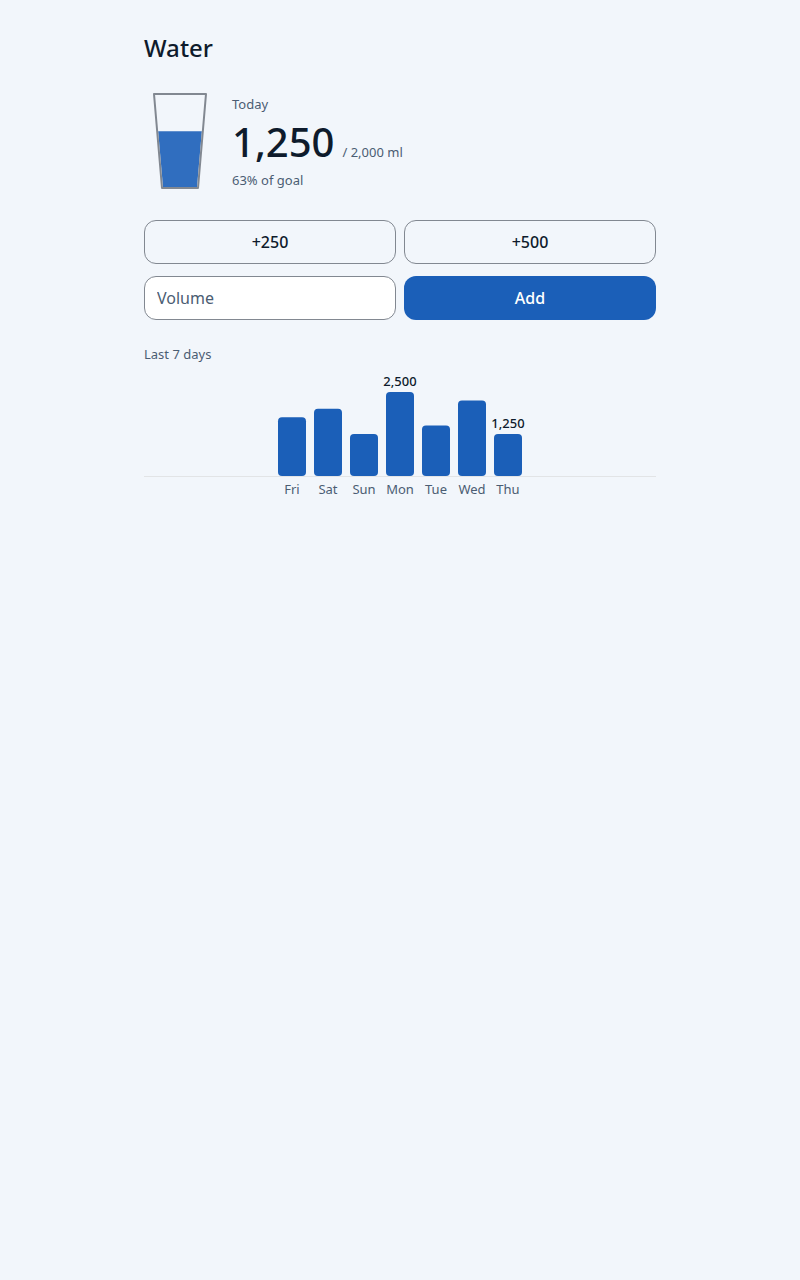 Water
Today
1,250 / 2,000 ml
63% of goal
+250 +500
Volume Add
Last 7 days
2,500
1,250
Fri Sat Sun Mon Tue Wed Thu